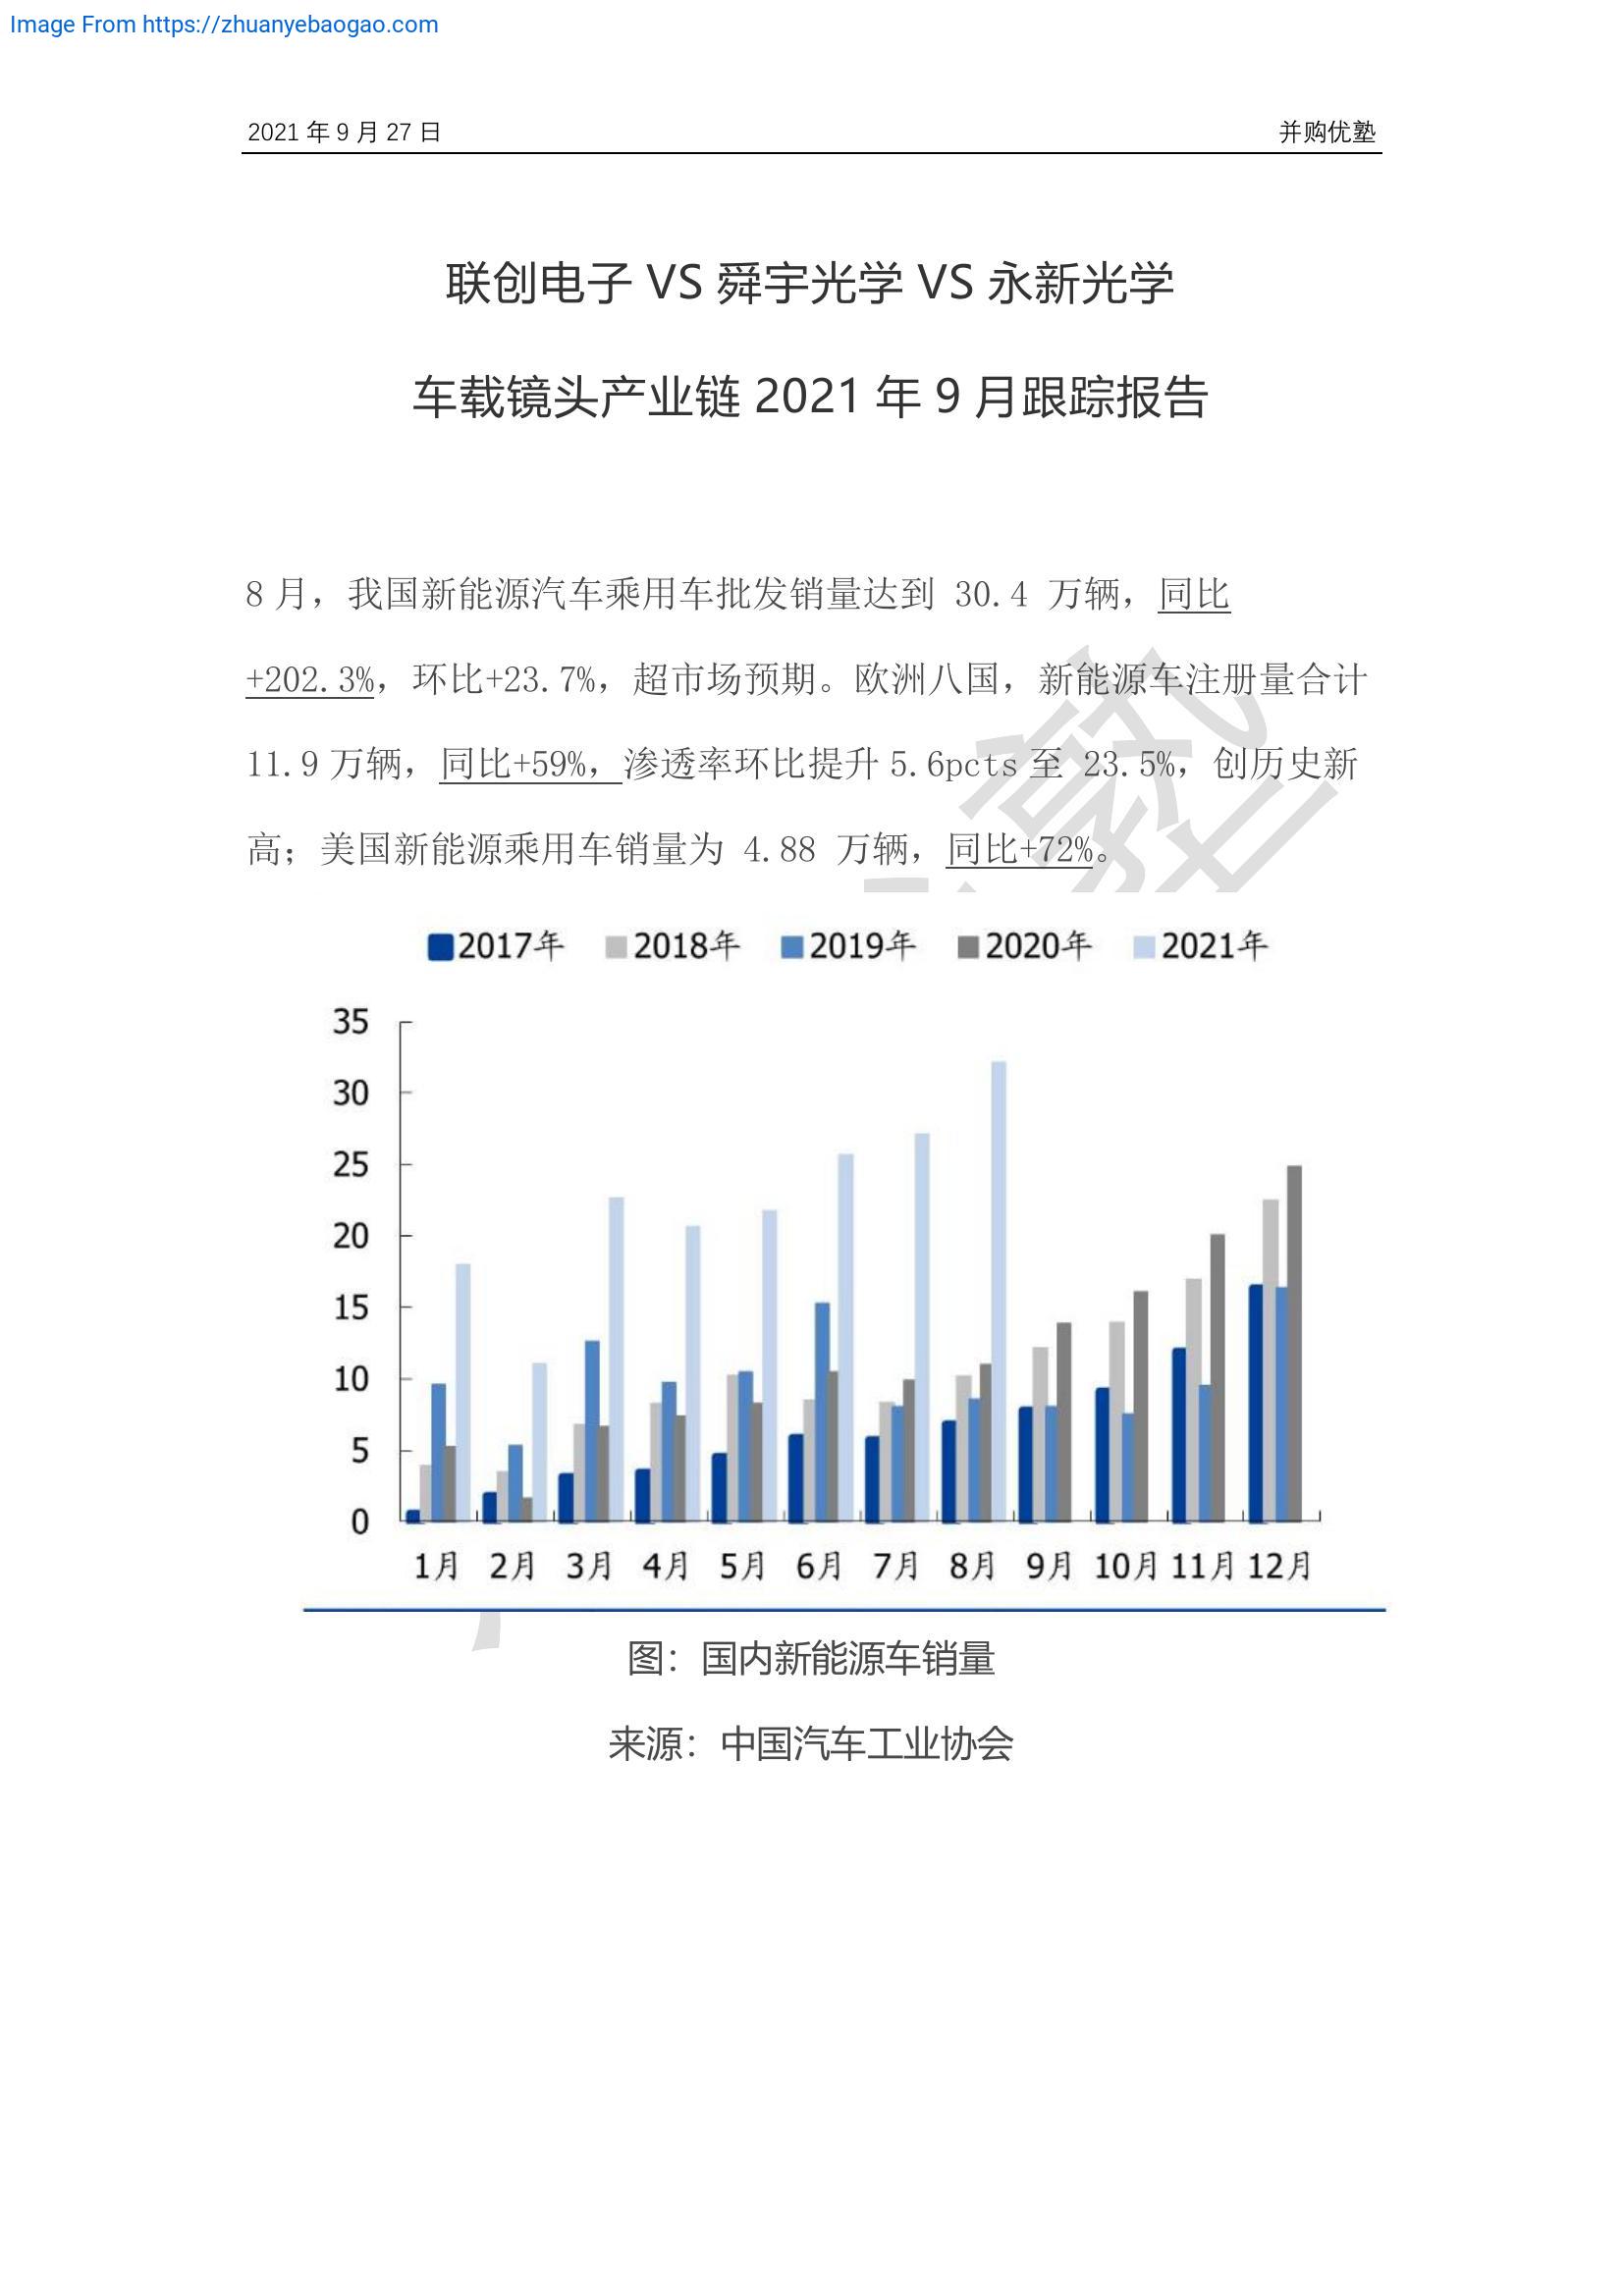 Image From https://zhuanyebaogao.com
2021 年 9 月 27 日 并购优塾
联创电子 VS 舜宇光学 VS 永新光学
车载镜头产业链 2021 年 9 月跟踪报告
8 月，我国新能源汽车乘用车批发销量达到 30.4 万辆，同比
+202.3%，环比+23.7%，超市场预期。欧洲八国，新能源车注册量合计
11.9 万辆，同比+59%，渗透率环比提升 5.6pcts 至 23.5%，创历史新
高；美国新能源乘用车销量为 4.88 万辆，同比+72%。
2017年 2018年 2019年 2020年 2021年
35
30
25
20
15
10
5
0
1月 2月 3月 4月 5月 6月 7月 8月 9月 10月 11月 12月
图：国内新能源车销量
来源：中国汽车工业协会